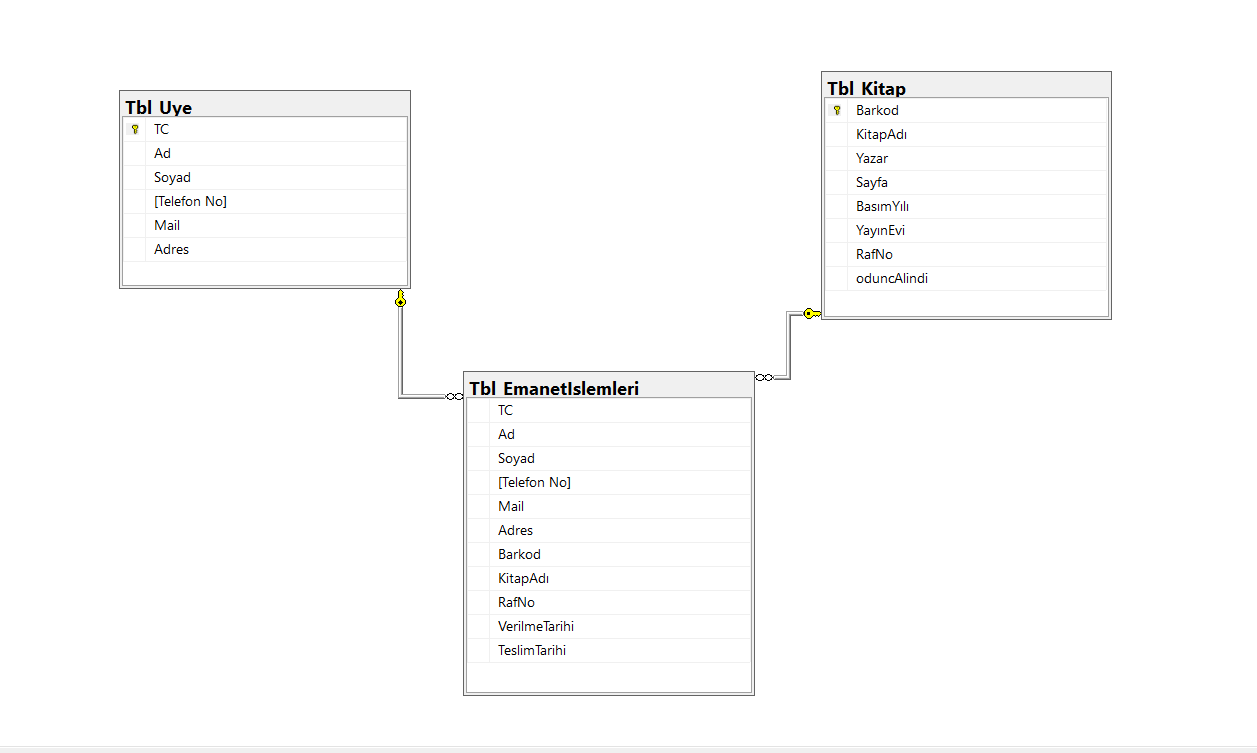 Tbl_Uye
TC
Ad
Soyad
[Telefon No]
Mail
Adres
Tbl_Kitap
Barkod
KitapAdı
Yazar
Sayfa
BasımYılı
YayınEvi
RafNo
oduncAlindi
Tbl_EmanetIslemleri
TC
Ad
Soyad
[Telefon No]
Mail
Adres
Barkod
KitapAdı
RafNo
VerilmeTarihi
TeslimTarihi